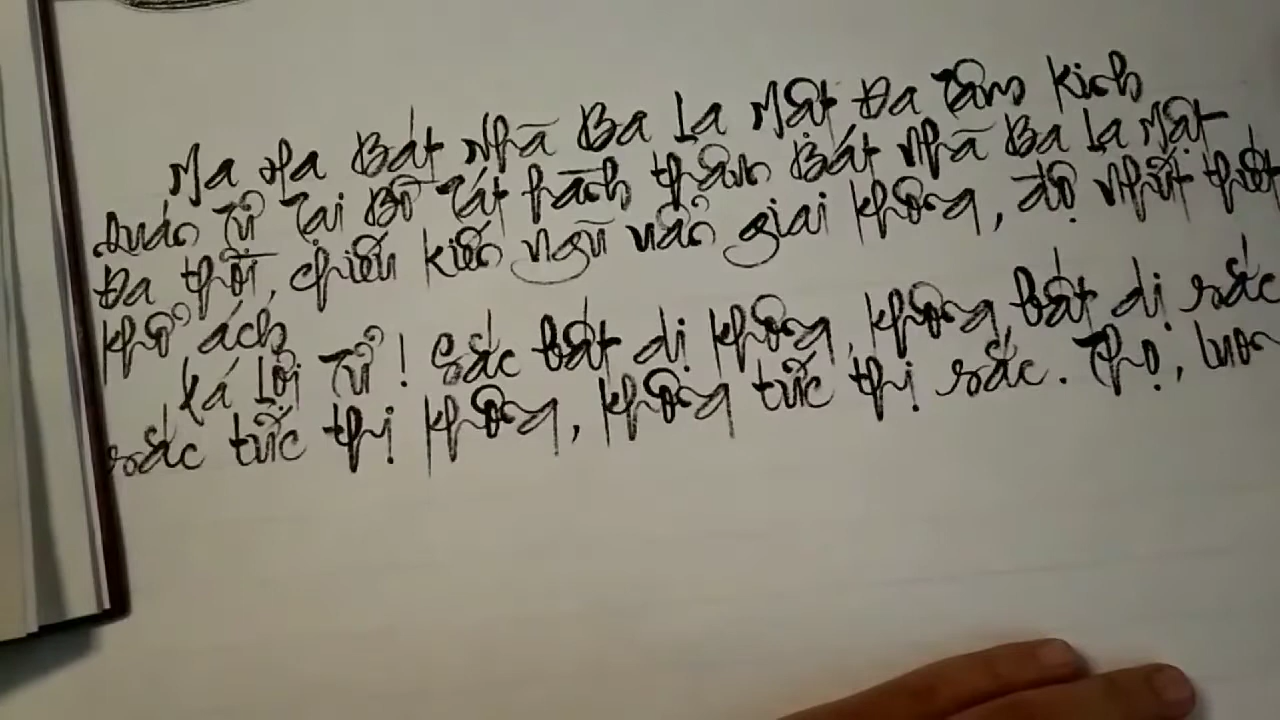 Ma Ha Bát Nhã Ba La Mật Đa Tâm Kinh
Quán Tự Tại Bồ Tát hành thâm Bát Nhã Ba La Mật
Đa thời, chiếu kiến ngũ uẩn giai không, độ nhứt thiết
khổ ách
Xá Lợi Tử! Sắc bất dị không, không bất dị sắc
sắc tức thị không, không tức thị sắc. Thọ,